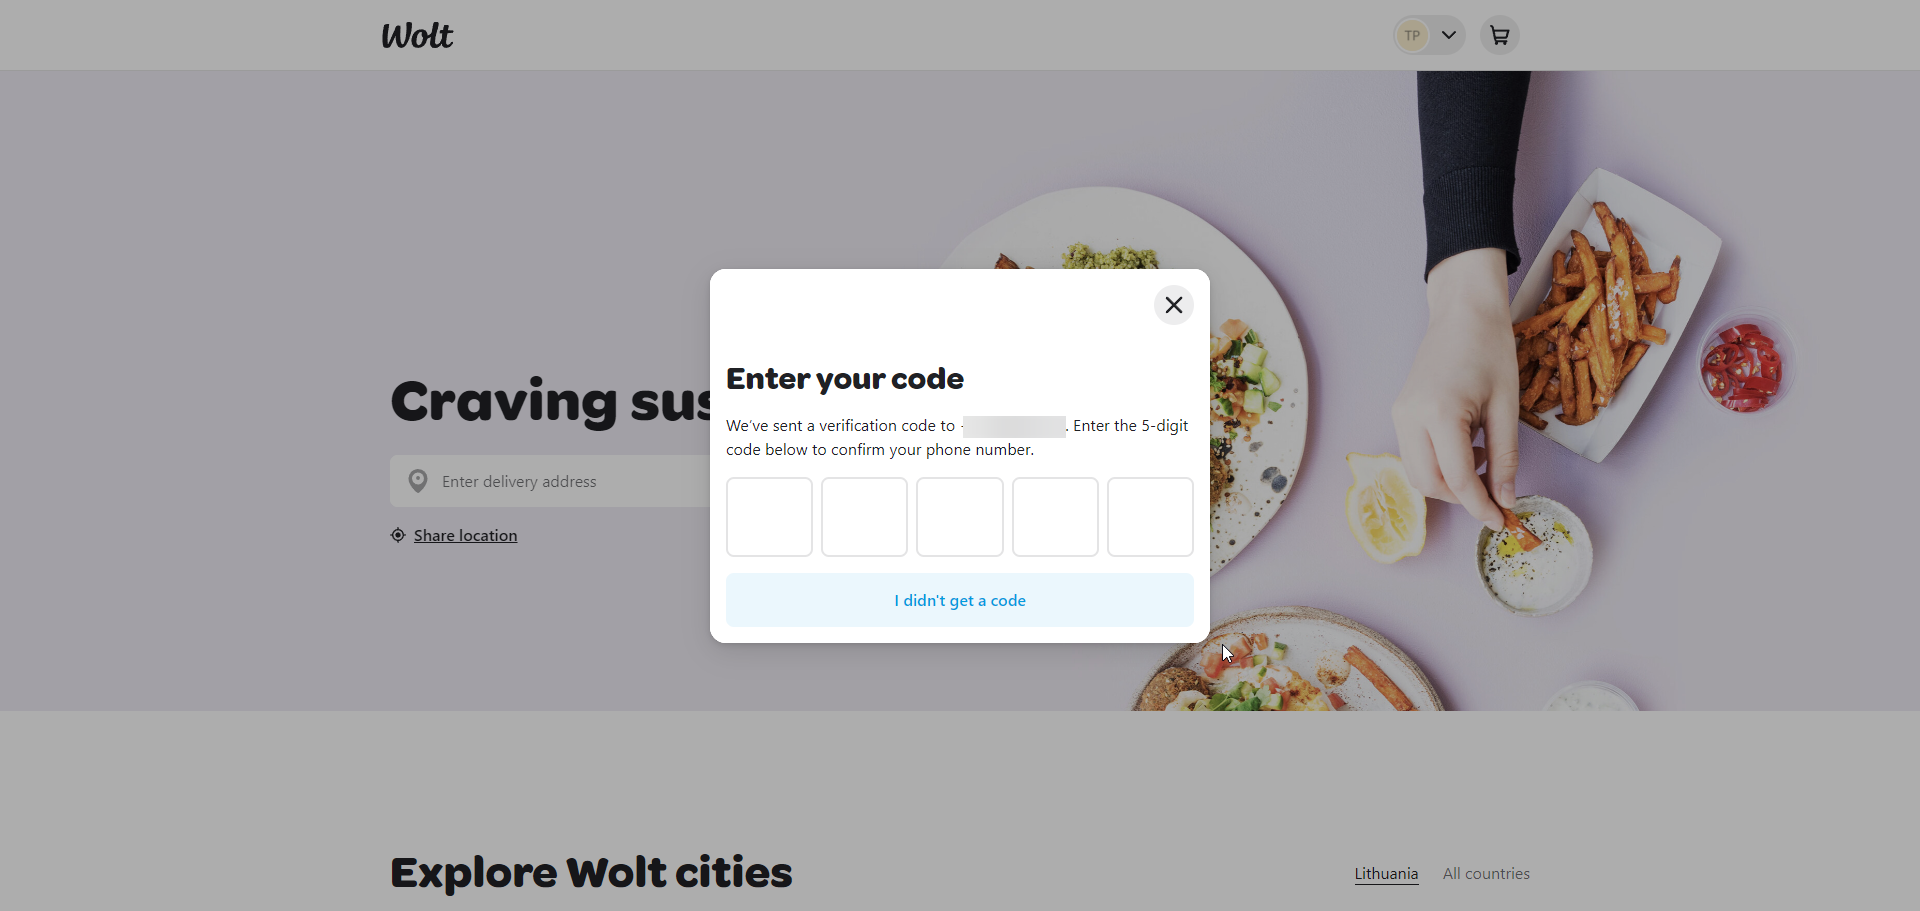 Wolt
TP
Craving sus
Enter delivery address
Share location
Enter your code
We've sent a verification code to . Enter the 5-digit
code below to confirm your phone number.
I didn't get a code
Explore Wolt cities
Lithuania All countries